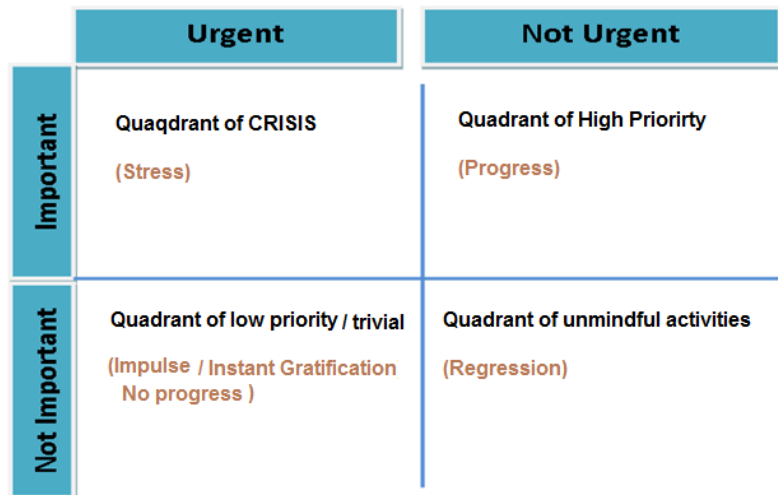 Urgent
Not Urgent
Important
Quaqdrant of CRISIS
(Stress)
Quadrant of High Priorirty
(Progress)
Not Important
Quadrant of low priority / trivial
(Impulse / Instant Gratification
No progress )
Quadrant of unmindful activities
(Regression)